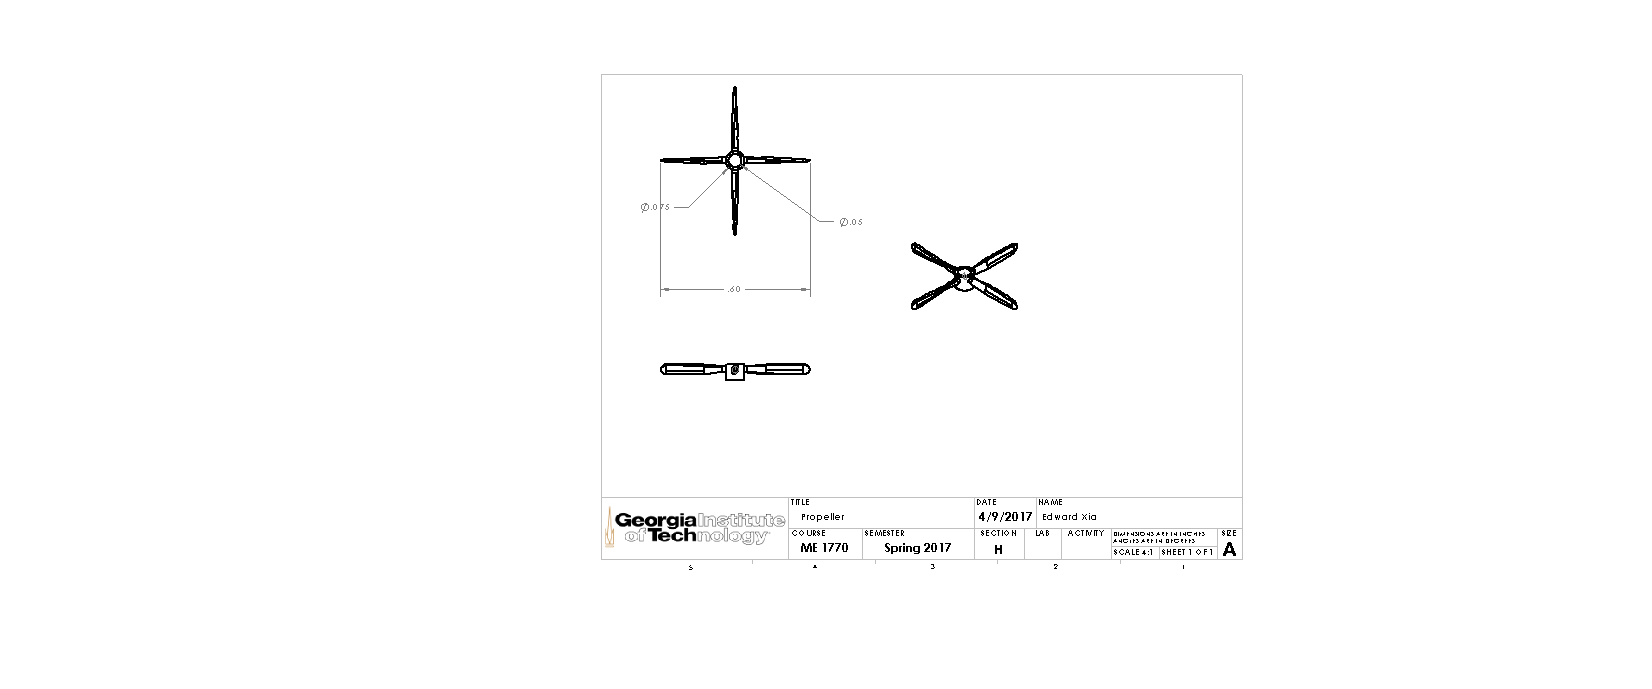 Ø.075
Ø.05
.60
Georgia Institute
of Technology
TITLE
Propeller
DATE
4/9/2017
NAME
Edward Xia
COURSE
ME 1770
SEMESTER
Spring 2017
SECTION
H
LAB
ACTIVITY
DIMENSIONS ARE IN INCHES
ANGLES ARE IN DEGREES
SCALE 4:1
SHEET 1 OF 1
SIZE
A
5
4
3
2
1